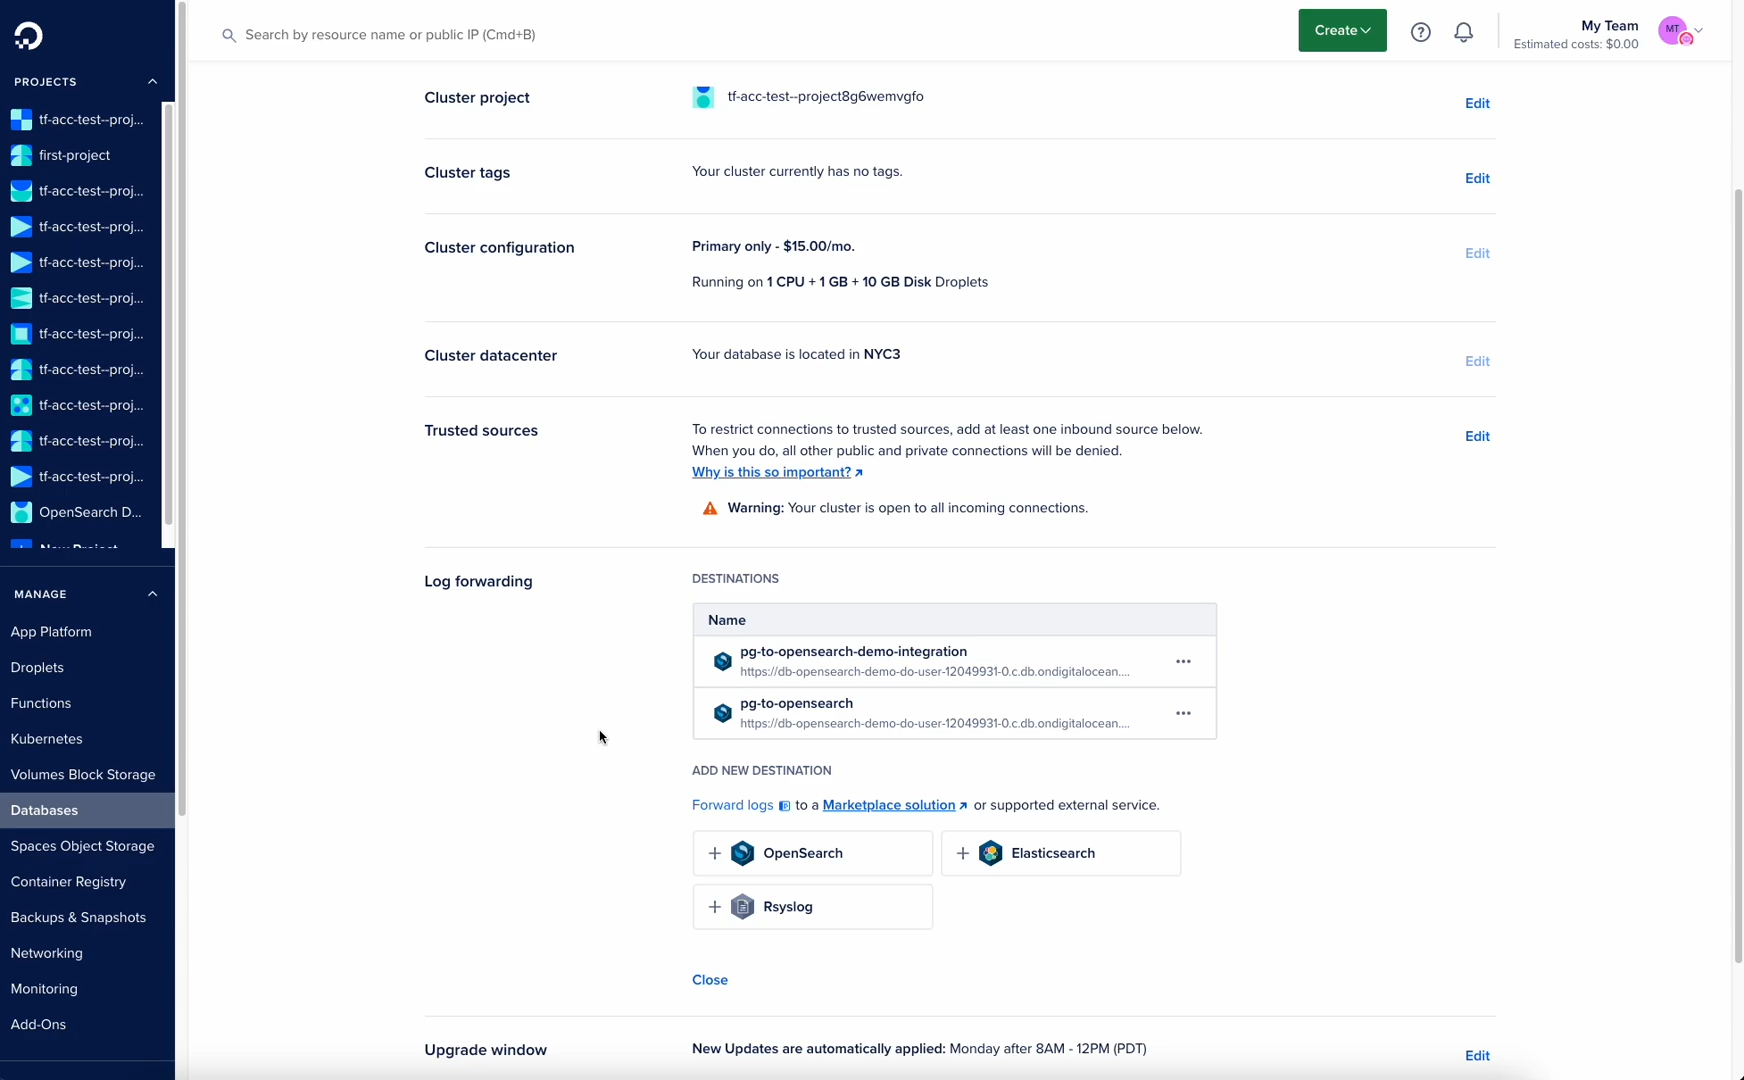 Search by resource name or public IP (Cmd+B)
Create
My Team
Estimated costs: $0.00
MT
PROJECTS
tf-acc-test--proj...
first-project
tf-acc-test--proj...
tf-acc-test--proj...
tf-acc-test--proj...
tf-acc-test--proj...
tf-acc-test--proj...
tf-acc-test--proj...
tf-acc-test--proj...
tf-acc-test--proj...
tf-acc-test--proj...
OpenSearch D...
New Project
MANAGE
App Platform
Droplets
Functions
Kubernetes
Volumes Block Storage
Databases
Spaces Object Storage
Container Registry
Backups & Snapshots
Networking
Monitoring
Add-Ons
Cluster project
tf-acc-test--project8g6wemvgfo
Edit
Cluster tags
Your cluster currently has no tags.
Edit
Cluster configuration
Primary only - $15.00/mo.
Edit
Running on 1 CPU + 1 GB + 10 GB Disk Droplets
Cluster datacenter
Your database is located in NYC3
Edit
Trusted sources
To restrict connections to trusted sources, add at least one inbound source below.
When you do, all other public and private connections will be denied.
Edit
Why is this so important?
Warning: Your cluster is open to all incoming connections.
Log forwarding
DESTINATIONS
Name
pg-to-opensearch-demo-integration
https://db-opensearch-demo-do-user-12049931-0.c.db.ondigitalocean....
pg-to-opensearch
https://db-opensearch-demo-do-user-12049931-0.c.db.ondigitalocean....
ADD NEW DESTINATION
Forward logs to a Marketplace solution or supported external service.
+ OpenSearch
+ Elasticsearch
+ Rsyslog
Close
Upgrade window
New Updates are automatically applied: Monday after 8AM - 12PM (PDT)
Edit